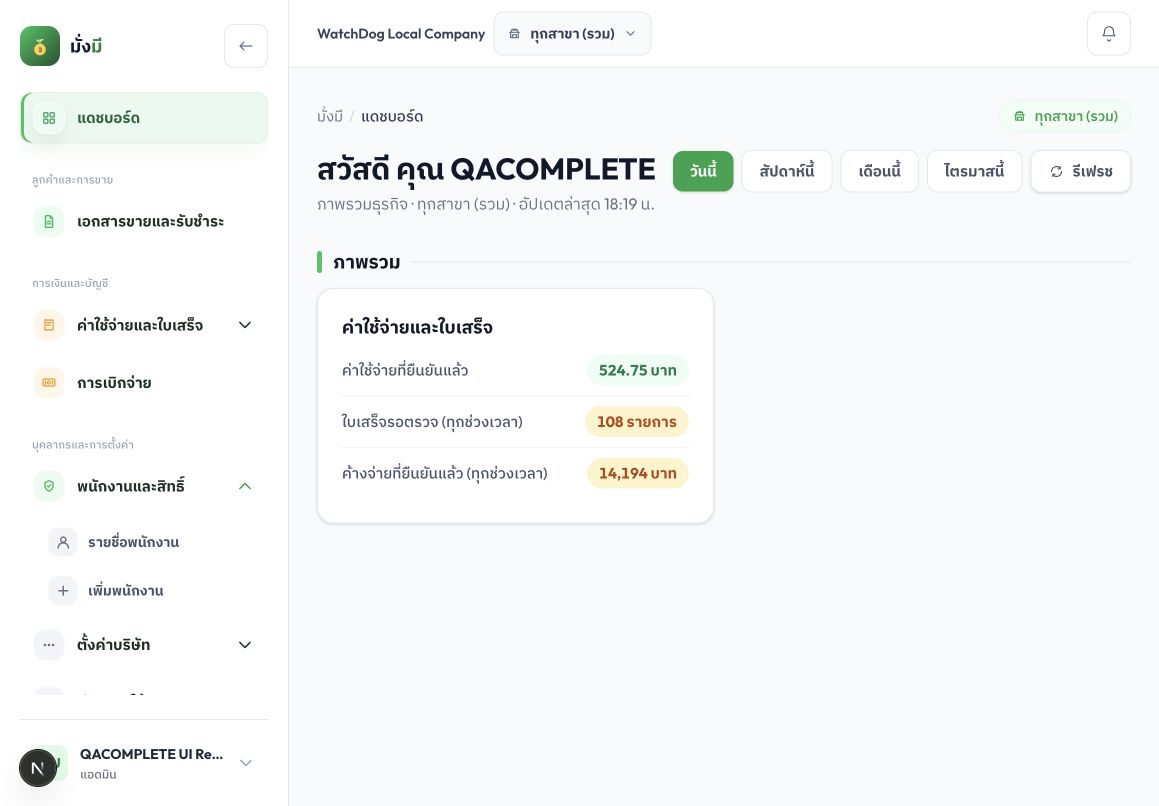 มั่งมี
แดชบอร์ด
ลูกค้าและการขาย
เอกสารขายและรับชำระ
การเงินและบัญชี
ค่าใช้จ่ายและใบเสร็จ
การเบิกจ่าย
บุคลากรและการตั้งค่า
พนักงานและสิทธิ์
รายชื่อพนักงาน
เพิ่มพนักงาน
ตั้งค่าบริษัท
N
QACOMPLETE UI Re...
แอดมิน
WatchDog Local Company ทุกสาขา (รวม)
มั่งมี / แดชบอร์ด
ทุกสาขา (รวม)
สวัสดี คุณ QACOMPLETE
วันนี้ สัปดาห์นี้ เดือนนี้ ไตรมาสนี้ รีเฟรช
ภาพรวมธุรกิจ · ทุกสาขา (รวม) · อัปเดตล่าสุด 18:19 น.
ภาพรวม
ค่าใช้จ่ายและใบเสร็จ
ค่าใช้จ่ายที่ยืนยันแล้ว 524.75 บาท
ใบเสร็จรอตรวจ (ทุกช่วงเวลา) 108 รายการ
ค้างจ่ายที่ยืนยันแล้ว (ทุกช่วงเวลา) 14,194 บาท